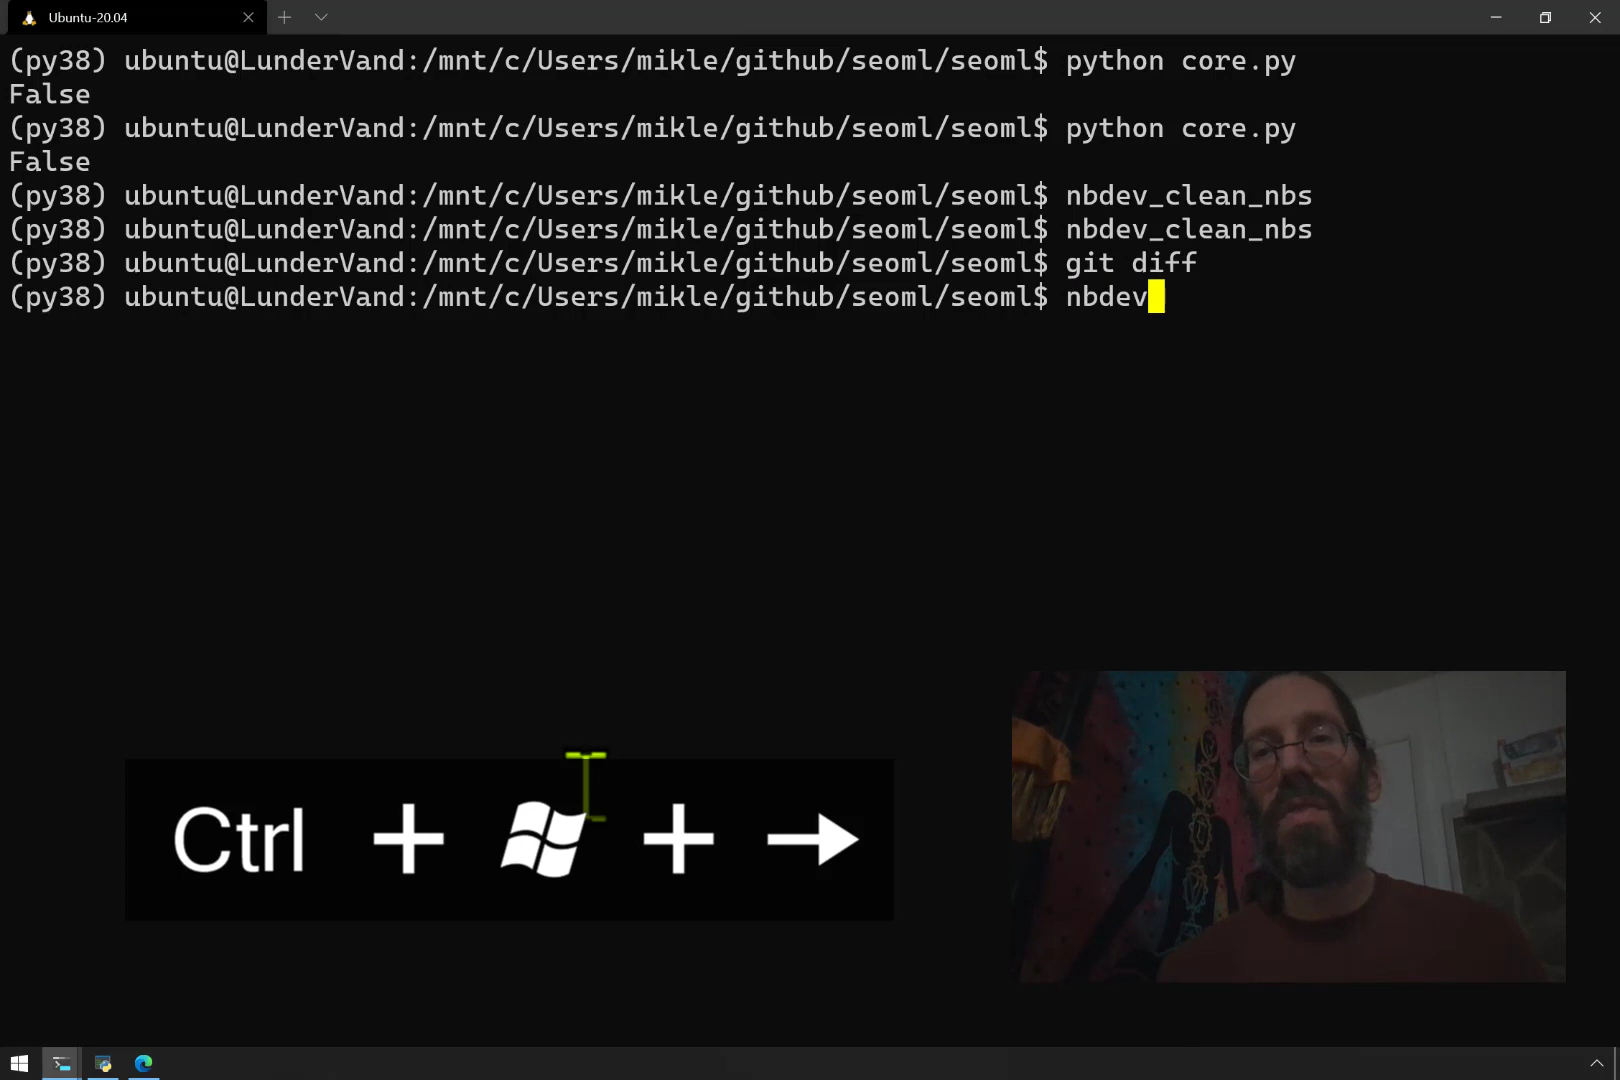 Ubuntu-20.04
(py38) ubuntu@LunderVand:/mnt/c/Users/mikle/github/seoml/seoml$ python core.py
False
(py38) ubuntu@LunderVand:/mnt/c/Users/mikle/github/seoml/seoml$ python core.py
False
(py38) ubuntu@LunderVand:/mnt/c/Users/mikle/github/seoml/seoml$ nbdev_clean_nbs
(py38) ubuntu@LunderVand:/mnt/c/Users/mikle/github/seoml/seoml$ nbdev_clean_nbs
(py38) ubuntu@LunderVand:/mnt/c/Users/mikle/github/seoml/seoml$ git diff
(py38) ubuntu@LunderVand:/mnt/c/Users/mikle/github/seoml/seoml$ nbdev
Ctrl + + →